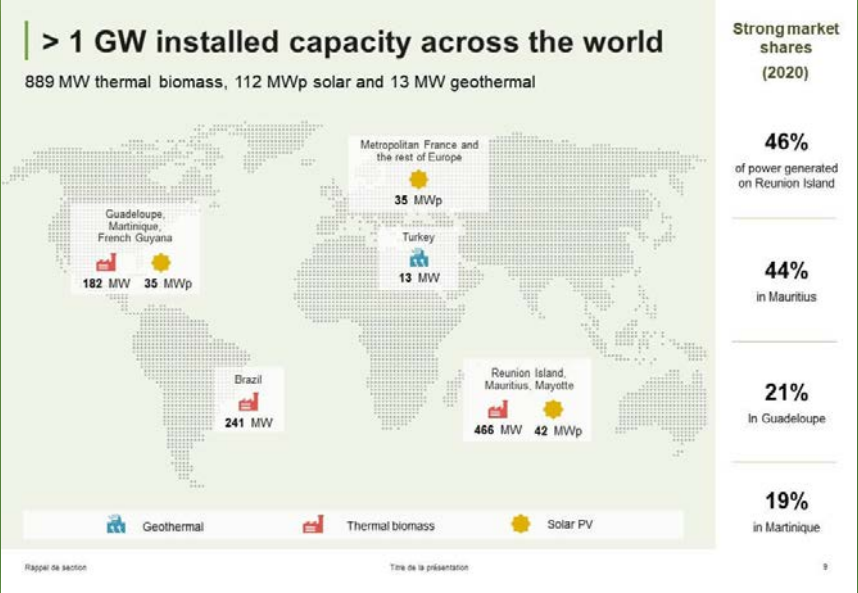 > 1 GW installed capacity across the world
889 MW thermal biomass, 112 MWp solar and 13 MW geothermal
Metropolitan France and
the rest of Europe
35 MWp
Guadeloupe,
Martinique,
French Guyana
182 MW 35 MWp
Turkey
13 MW
Brazil
241 MW
Reunion Island,
Mauritius, Mayotte
466 MW 42 MWp
Geothermal
Thermal biomass
Solar PV
Strong market
shares
(2020)
46%
of power generated
on Reunion Island
44%
in Mauritius
21%
In Guadeloupe
19%
in Martinique
Rappel de section
Titre de la présentation
9